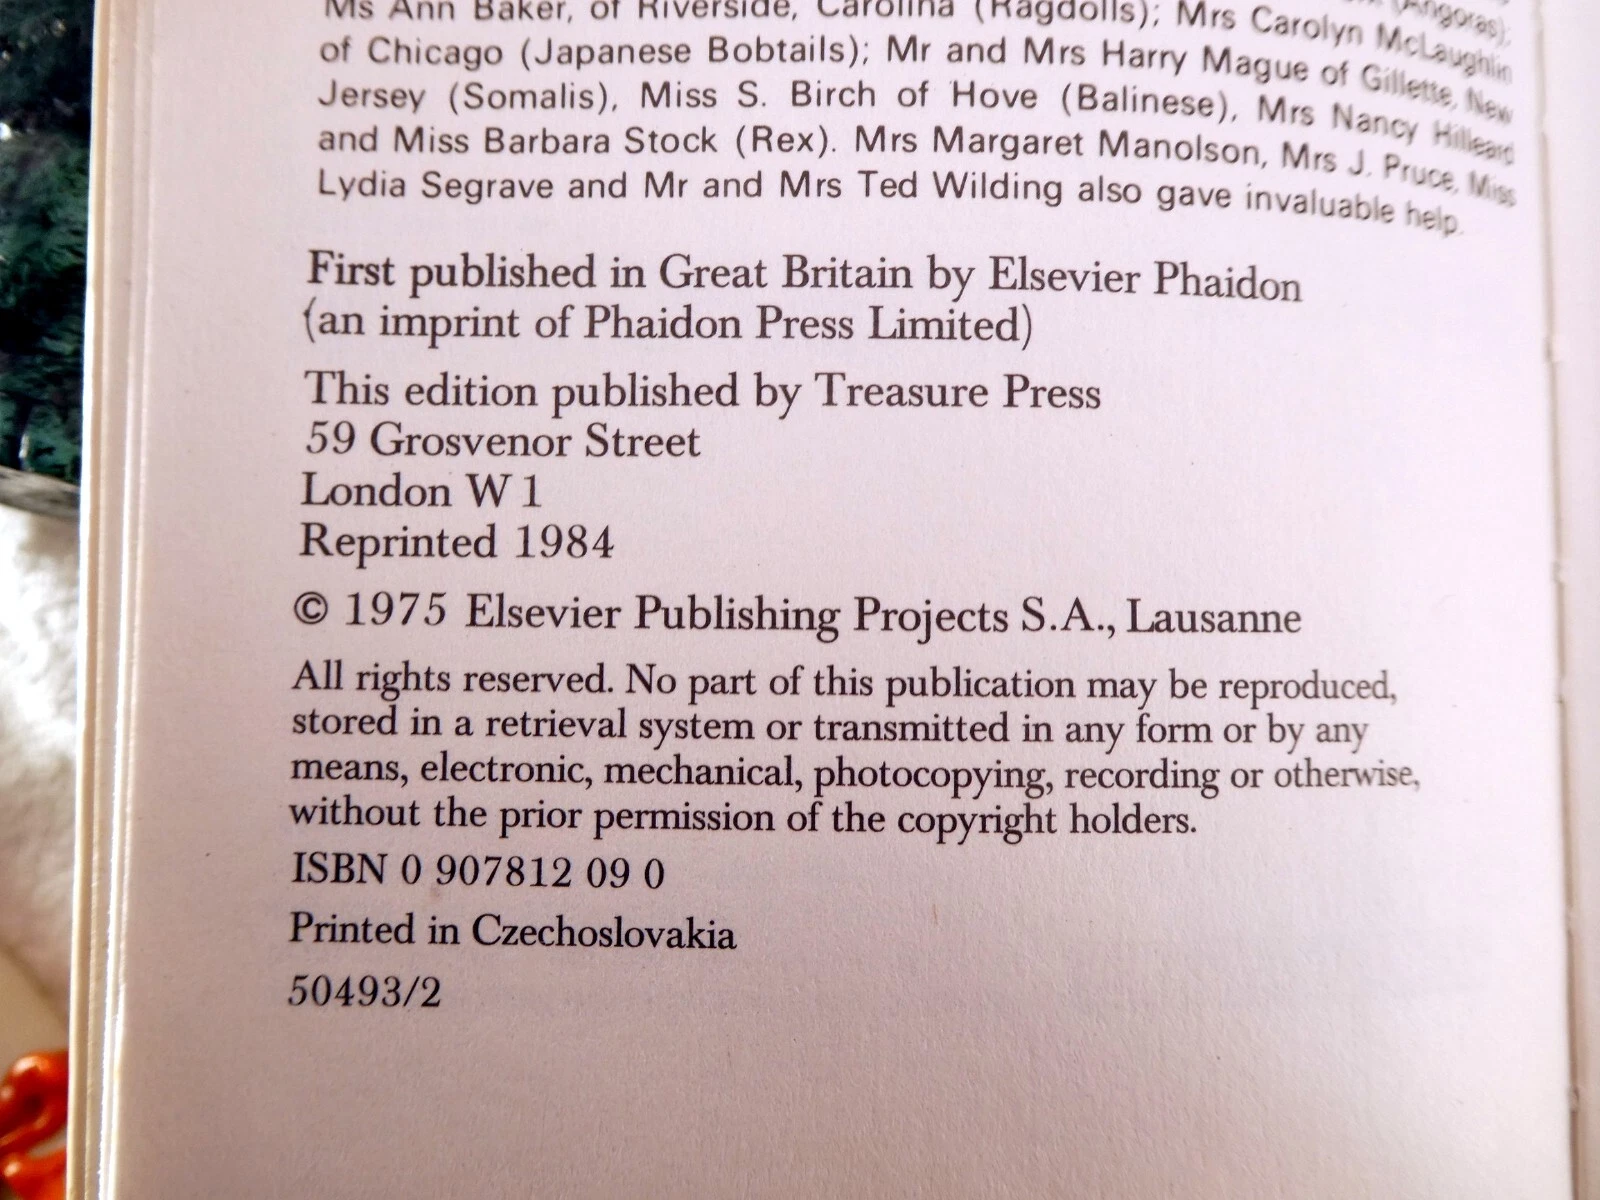 Ms Ann Baker, of Riverside, Carolina (Ragdolls); Mrs Carolyn McLaughlin
of Chicago (Japanese Bobtails); Mr and Mrs Harry Mague of Gillette, New
Jersey (Somalis), Miss S. Birch of Hove (Balinese), Mrs Nancy Hilleard
and Miss Barbara Stock (Rex). Mrs Margaret Manolson, Mrs J. Pruce, Miss
Lydia Segrave and Mr and Mrs Ted Wilding also gave invaluable help.
First published in Great Britain by Elsevier Phaidon
(an imprint of Phaidon Press Limited)
This edition published by Treasure Press
59 Grosvenor Street
London W 1
Reprinted 1984
© 1975 Elsevier Publishing Projects S.A., Lausanne
All rights reserved. No part of this publication may be reproduced,
stored in a retrieval system or transmitted in any form or by any
means, electronic, mechanical, photocopying, recording or otherwise,
without the prior permission of the copyright holders.
ISBN 0 907812 09 0
Printed in Czechoslovakia
50493/2